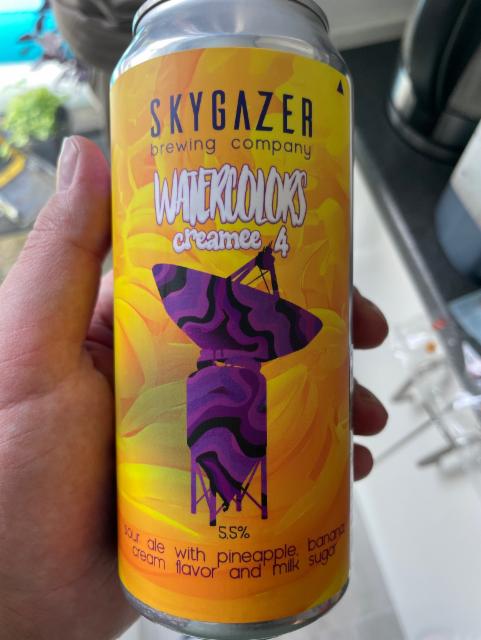 SKYGAZER
brewing company
WATERCOLORS
creamee 4
5.5%
sour ale with pineapple, banana,
cream flavor and milk sugar